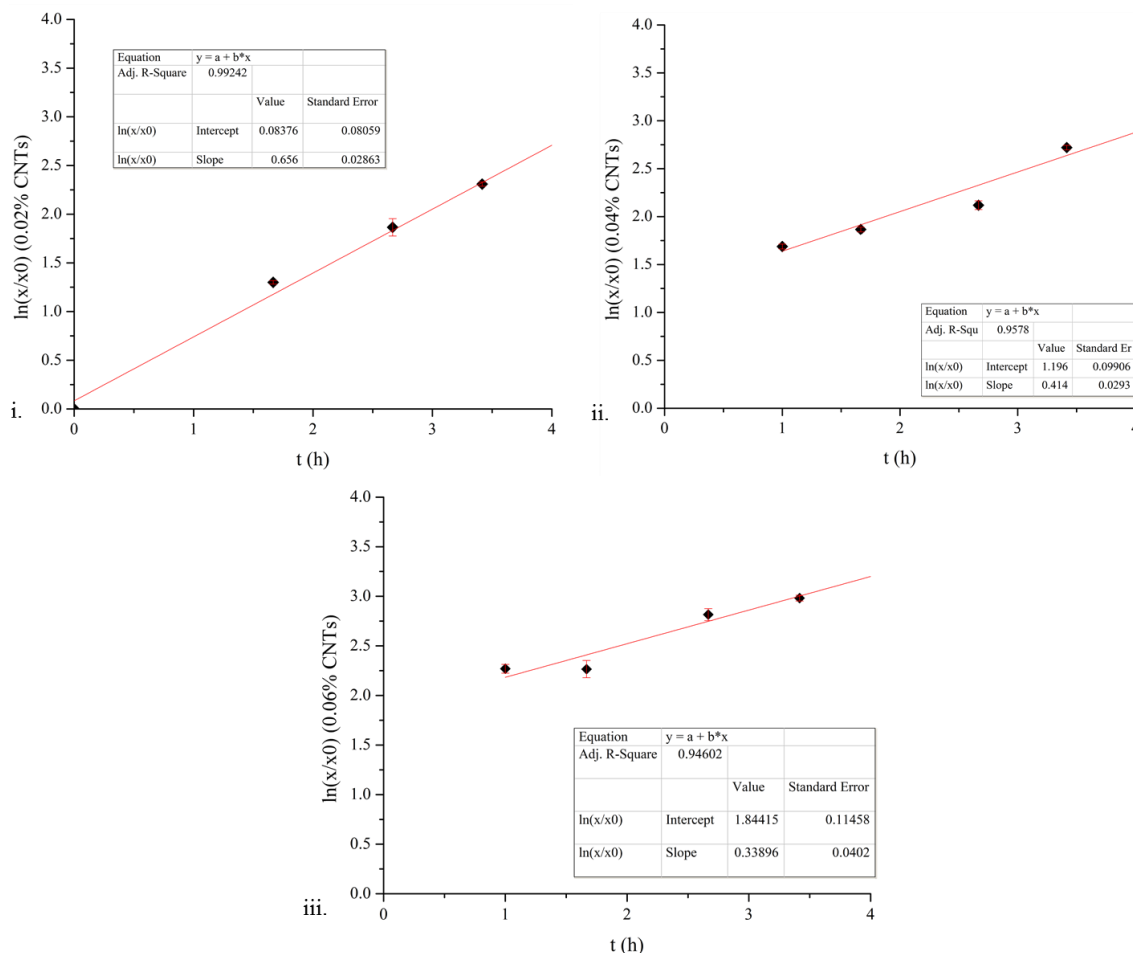 ln(x/x0) (0.02% CNTs)
4.0
3.5
3.0
2.5
2.0
1.5
1.0
0.5
0.0
Equation y = a + b*x
Adj. R-Square 0.99242
Value Standard Error
ln(x/x0) Intercept 0.08376 0.08059
ln(x/x0) Slope 0.656 0.02863
i.
0 1 2 3 4
t (h)
ln(x/x0) (0.04% CNTs)
4.0
3.5
3.0
2.5
2.0
1.5
1.0
0.5
0.0
Equation y = a + b*x
Adj. R-Squ 0.9578
Value Standard Er
ln(x/x0) Intercept 1.196 0.09906
ln(x/x0) Slope 0.414 0.0293
ii.
0 1 2 3 4
t (h)
ln(x/x0) (0.06% CNTs)
4.0
3.5
3.0
2.5
2.0
1.5
1.0
0.5
0.0
Equation y = a + b*x
Adj. R-Square 0.94602
Value Standard Error
ln(x/x0) Intercept 1.84415 0.11458
ln(x/x0) Slope 0.33896 0.0402
iii.
0 1 2 3 4
t (h)